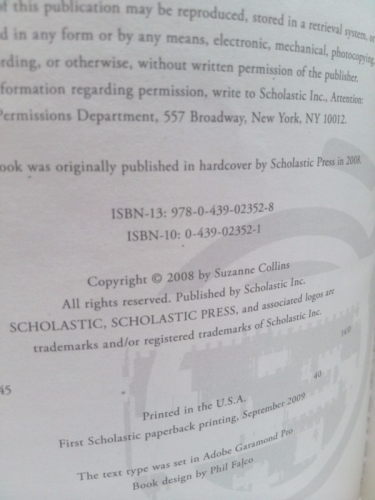 of this publication may be reproduced, stored in a retrieval system, or
d in any form or by any means, electronic, mechanical, photocopying,
rding, or otherwise, without written permission of the publisher.
formation regarding permission, write to Scholastic Inc., Attention:
Permissions Department, 557 Broadway, New York, NY 10012.
ook was originally published in hardcover by Scholastic Press in 2008.
ISBN-13: 978-0-439-02352-8
ISBN-10: 0-439-02352-1
Copyright © 2008 by Suzanne Collins
All rights reserved. Published by Scholastic Inc.
SCHOLASTIC, SCHOLASTIC PRESS, and associated logos are
trademarks and/or registered trademarks of Scholastic Inc.
140
45 40
Printed in the U.S.A.
First Scholastic paperback printing, September 2009
The text type was set in Adobe Garamond Pro
Book design by Phil Falco